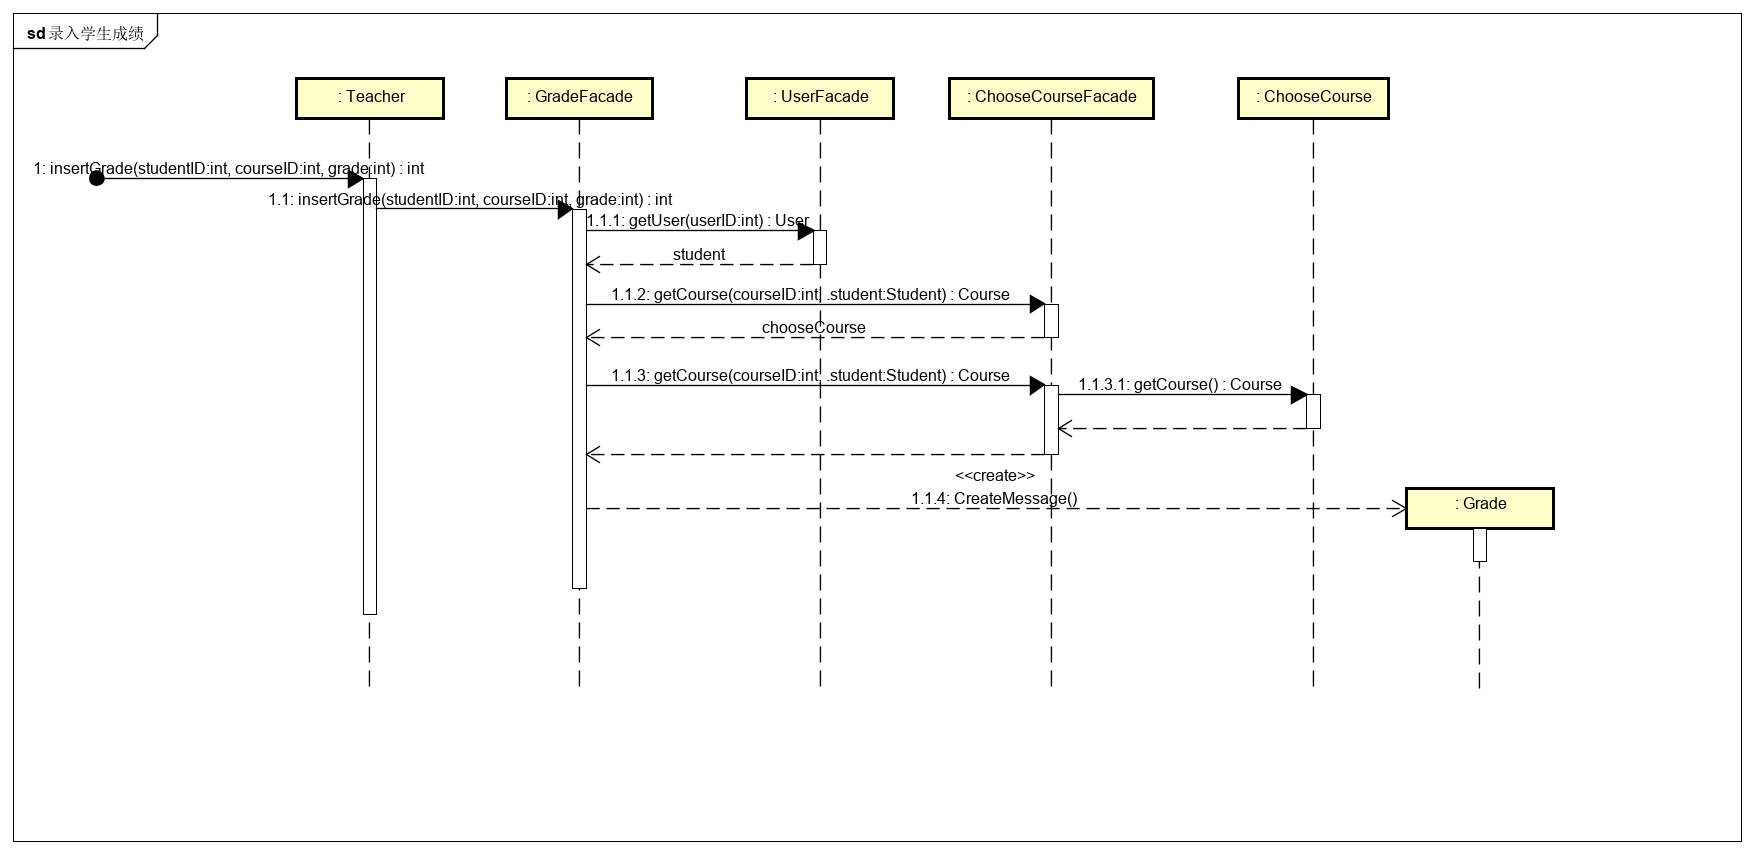 sd 录入学生成绩
: Teacher
: GradeFacade
: UserFacade
: ChooseCourseFacade
: ChooseCourse
1: insertGrade(studentID:int, courseID:int, grade:int) : int
1.1: insertGrade(studentID:int, courseID:int, grade:int) : int
1.1.1: getUser(userID:int) : User
student
1.1.2: getCourse(courseID:int, .student:Student) : Course
chooseCourse
1.1.3: getCourse(courseID:int, .student:Student) : Course
1.1.3.1: getCourse() : Course
<<create>>
1.1.4: CreateMessage()
: Grade